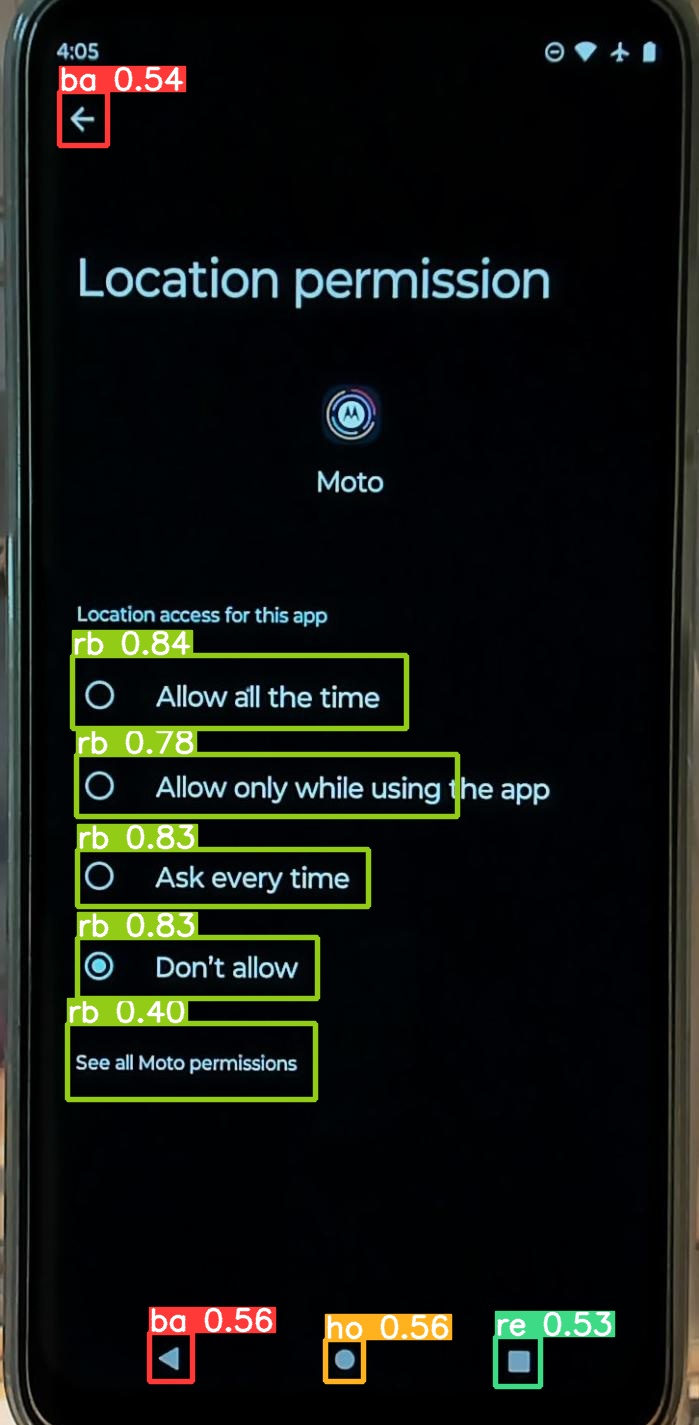 4:05
ba 0.54
Location permission
Moto
Location access for this app
rb 0.84
Allow all the time
rb 0.78
Allow only while using the app
rb 0.83
Ask every time
rb 0.83
Don't allow
rb 0.40
See all Moto permissions
ba 0.56 ho 0.56 re 0.53